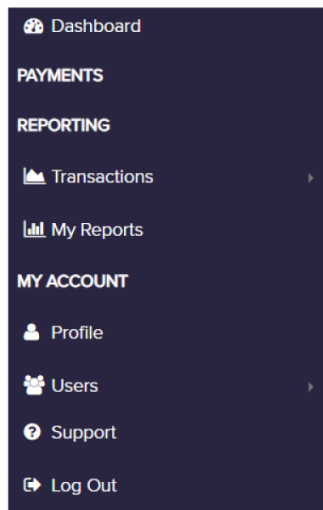 Dashboard
PAYMENTS
REPORTING
Transactions
My Reports
MY ACCOUNT
Profile
Users
Support
Log Out